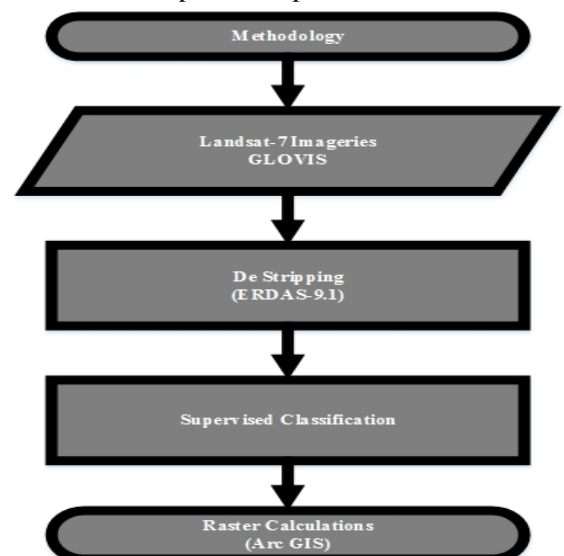 Methodology
Landsat-7 Imageries
GLOVIS
De Stripping
(ERDAS-9.1)
Supervised Classification
Raster Calculations
(Arc GIS)